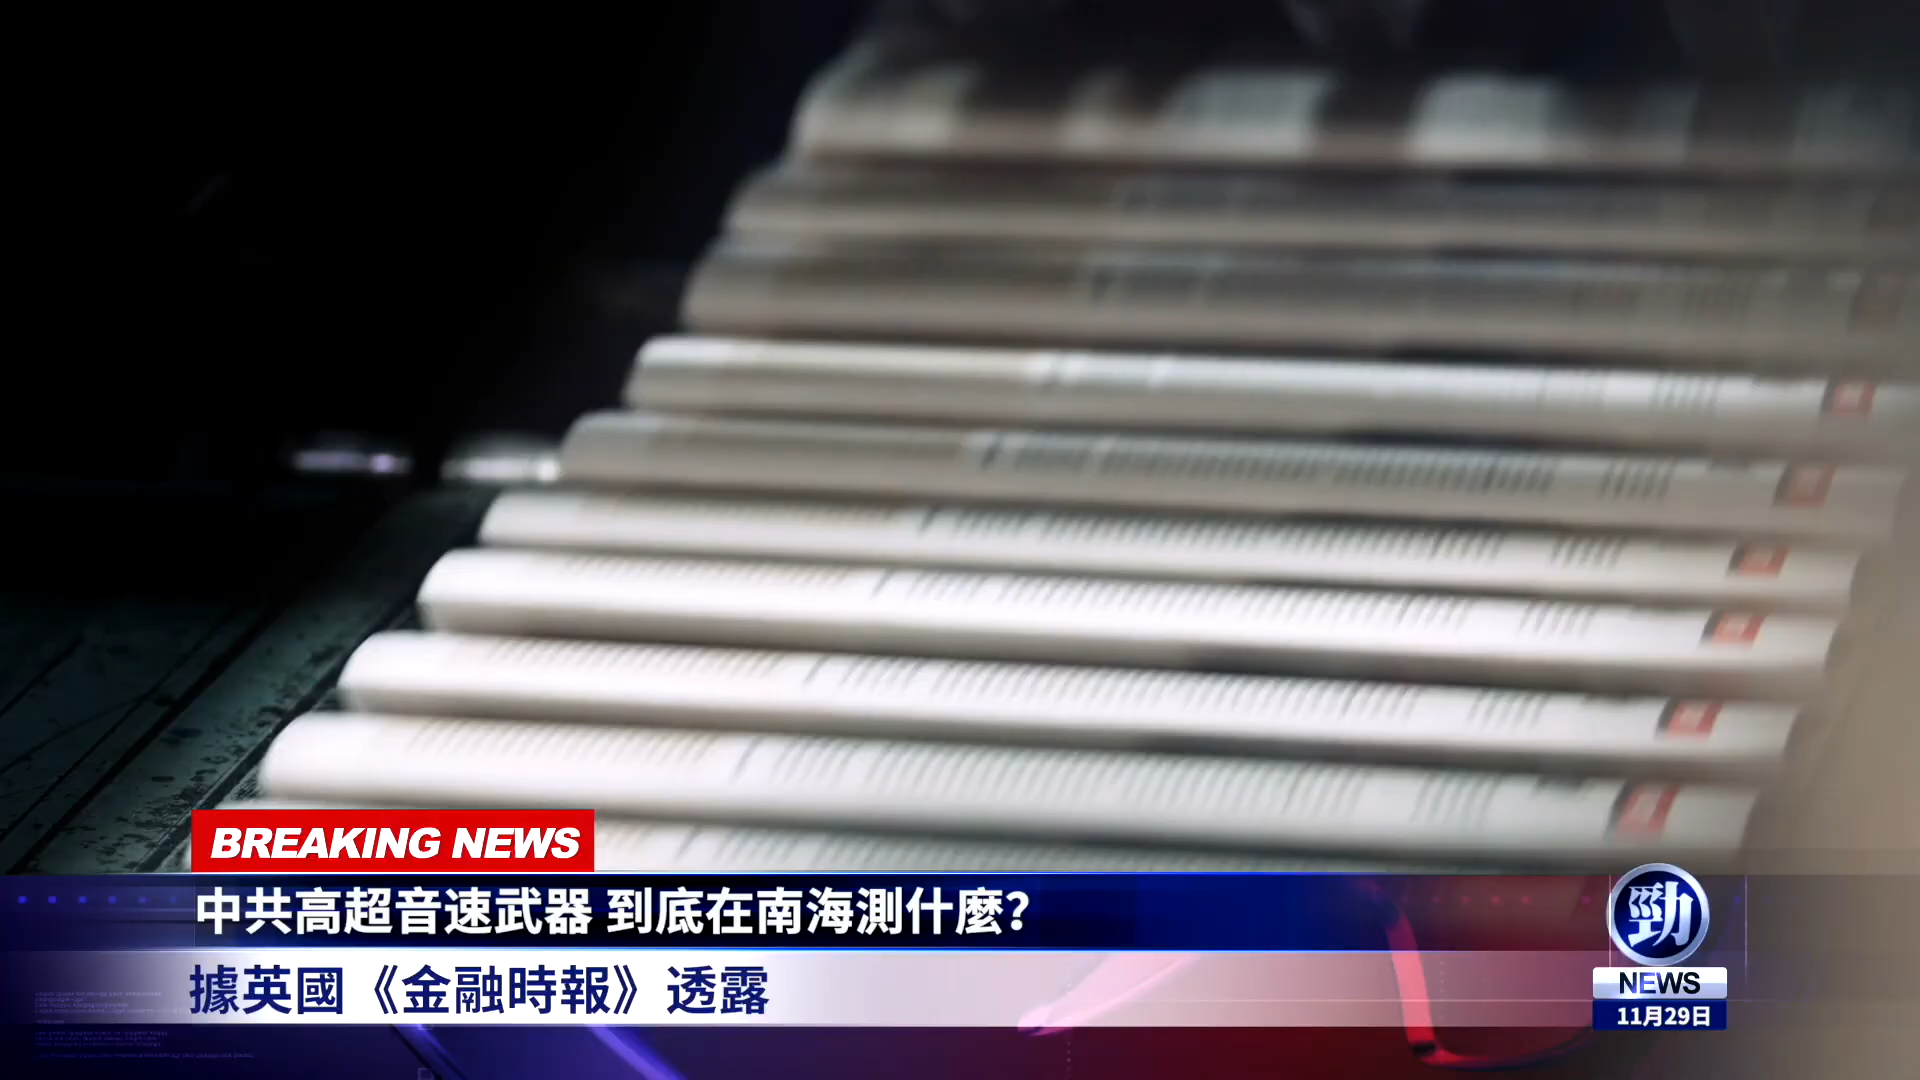 BREAKING NEWS
中共高超音速武器 到底在南海測什麼?
據英國《金融時報》透露
勁
NEWS
11月29日